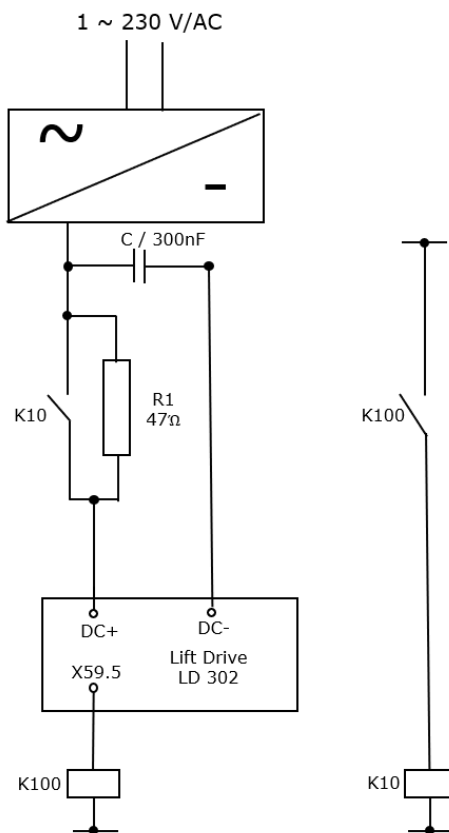 1 ~ 230 V/AC
~
-
C / 300nF
K10
R1
47Ω
K100
DC+
DC-
X59.5
Lift Drive
LD 302
K100
K10